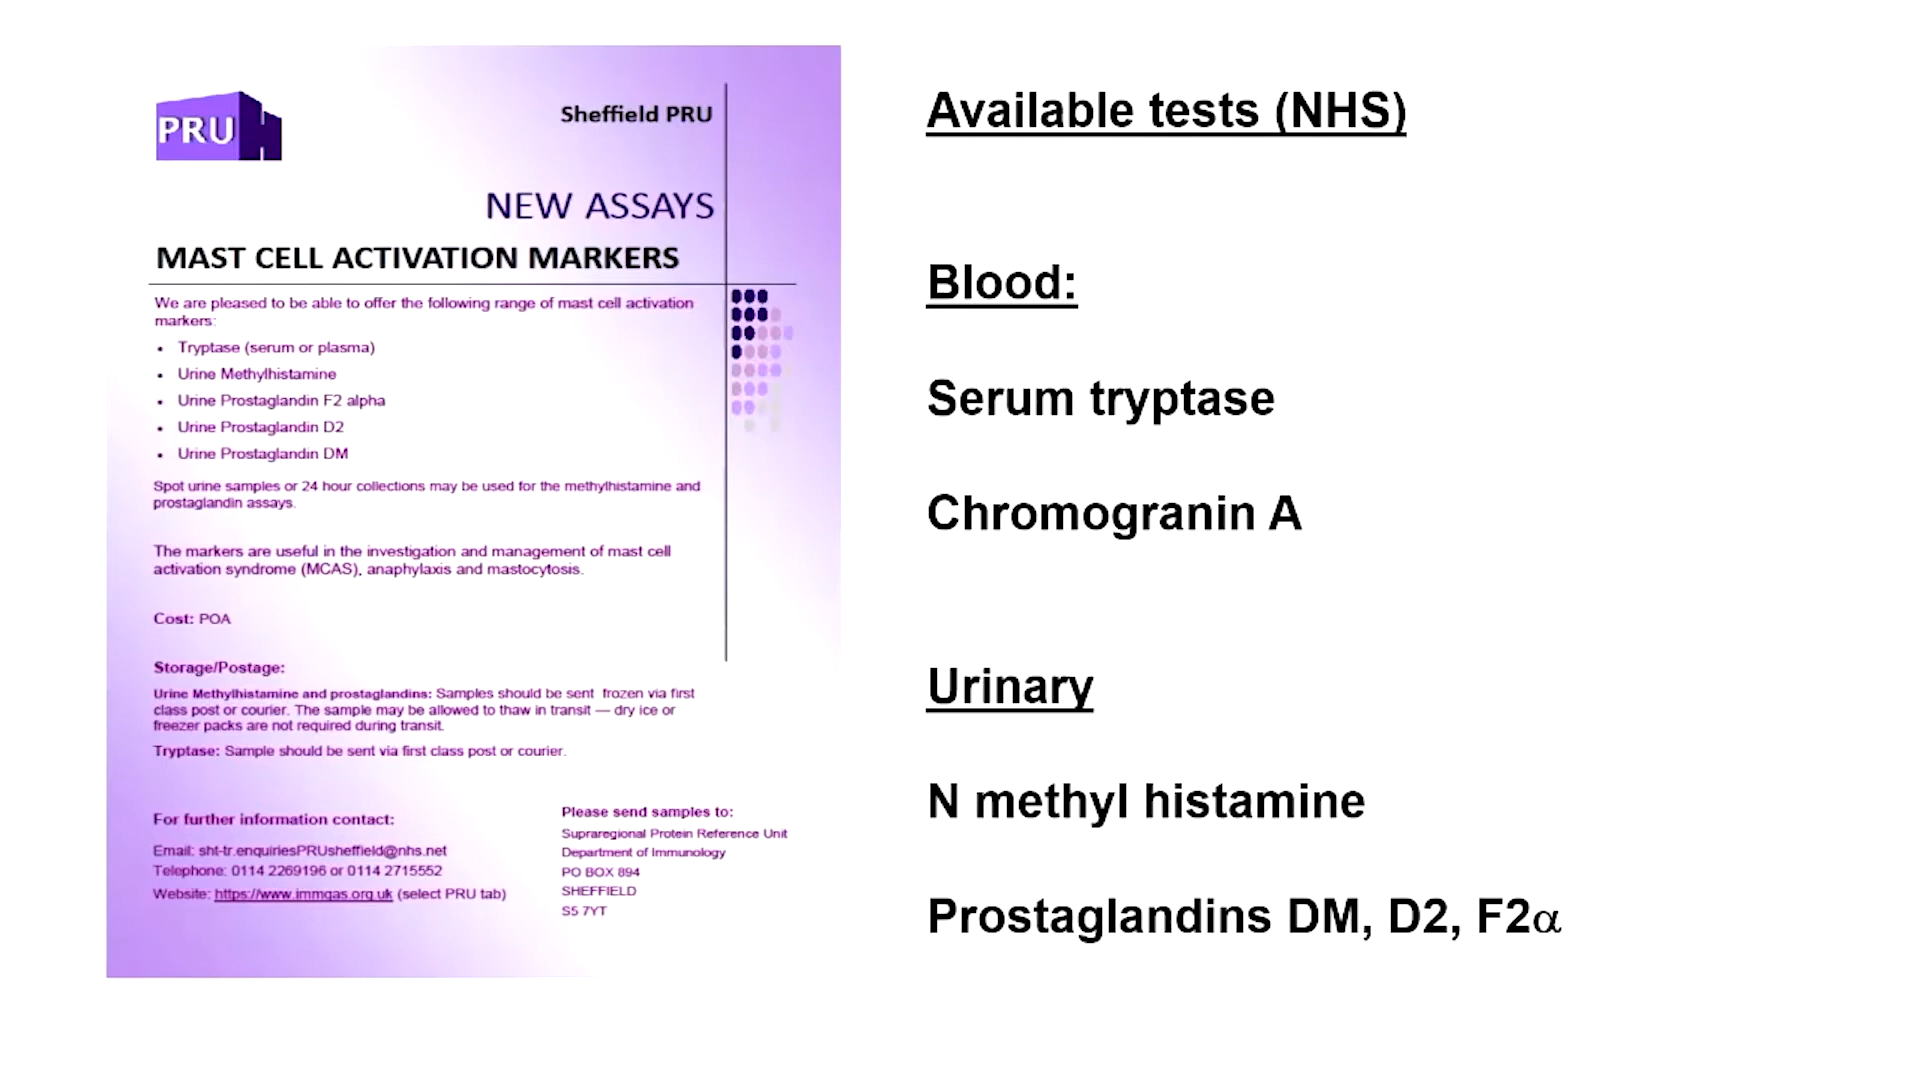 PRU
Sheffield PRU
NEW ASSAYS
MAST CELL ACTIVATION MARKERS
We are pleased to be able to offer the following range of mast cell activation
markers:
• Tryptase (serum or plasma)
• Urine Methylhistamine
• Urine Prostaglandin F2 alpha
• Urine Prostaglandin D2
• Urine Prostaglandin DM
Spot urine samples or 24 hour collections may be used for the methylhistamine and
prostaglandin assays.
The markers are useful in the investigation and management of mast cell
activation syndrome (MCAS), anaphylaxis and mastocytosis.
Cost: POA
Storage/Postage:
Urine Methylhistamine and prostaglandins: Samples should be sent frozen via first
class post or courier. The sample may be allowed to thaw in transit — dry ice or
freezer packs are not required during transit.
Tryptase: Sample should be sent via first class post or courier.
For further information contact:
Email: sht-tr.enquiriesPRUsheffield@nhs.net
Telephone: 0114 2269196 or 0114 2715552
Website: https://www.immqas.org.uk (select PRU tab)
Please send samples to:
Supraregional Protein Reference Unit
Department of Immunology
PO BOX 894
SHEFFIELD
S5 7YT
Available tests (NHS)
Blood:
Serum tryptase
Chromogranin A
Urinary
N methyl histamine
Prostaglandins DM, D2, F2α